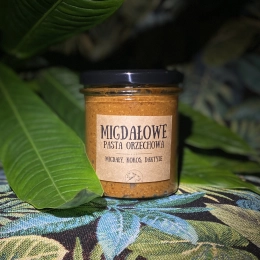 MIGDAŁOWE
PASTA ORZECHOWA
MIGDAŁY, KOKOS, DAKTYLE